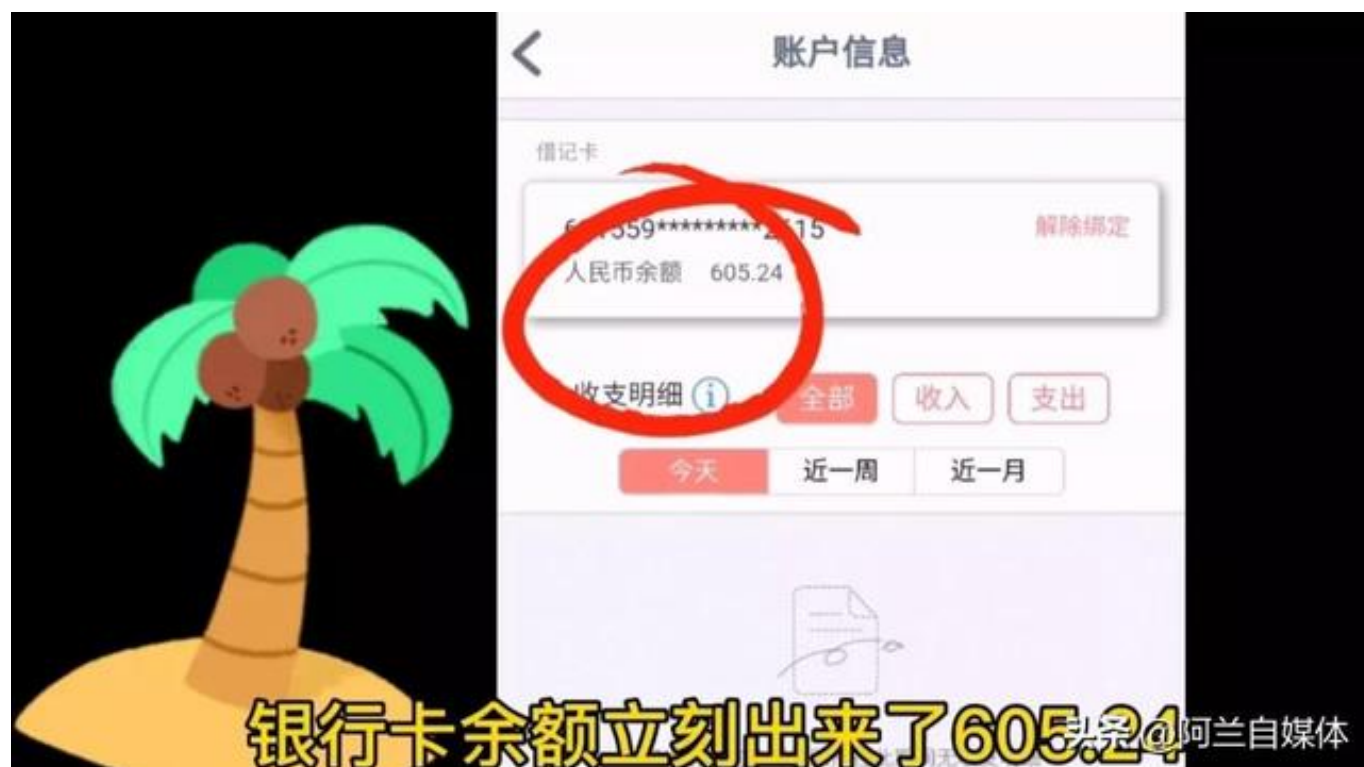 账户信息
借记卡
559*********2515 解除绑定
人民币余额 605.24
收支明细 全部 收入 支出
今天 近一周 近一月
银行卡余额立刻出来了605.24
头条 @阿兰自媒体